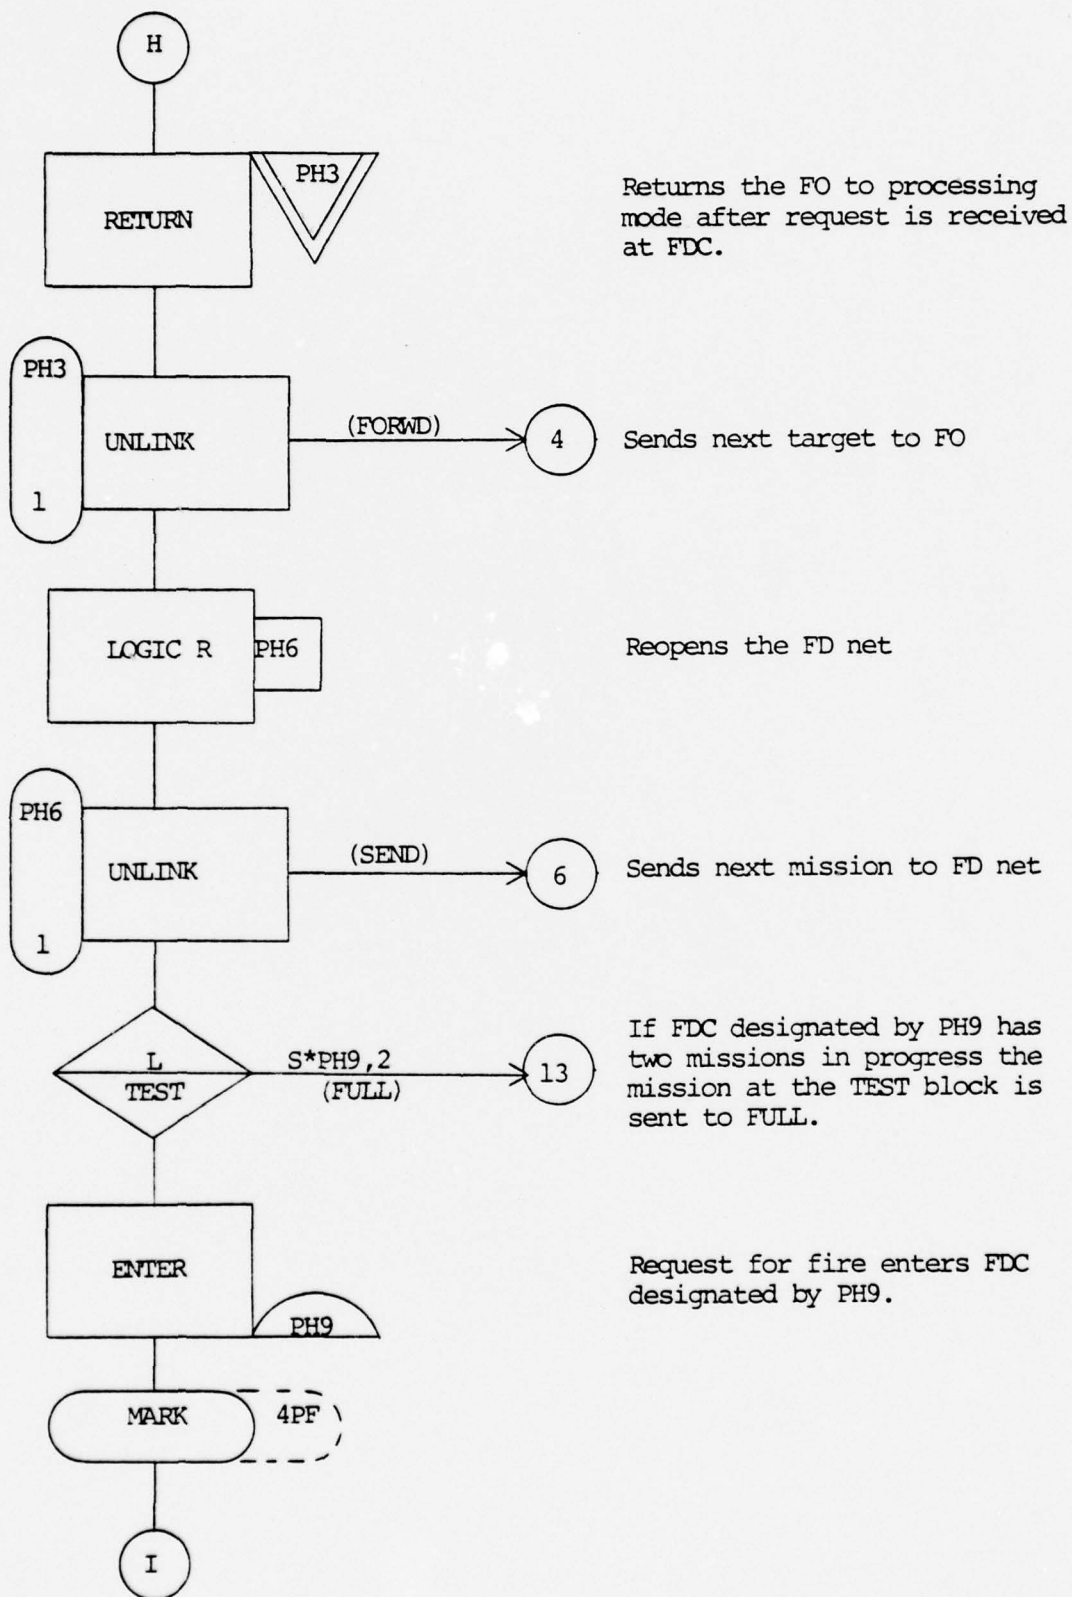 H
RETURN
PH3
Returns the FO to processing
mode after request is received
at FDC.
PH3
1
UNLINK
(FORWD)
4
Sends next target to FO
LOGIC R
PH6
Reopens the FD net
PH6
1
UNLINK
(SEND)
6
Sends next mission to FD net
L
TEST
S*PH9,2
(FULL)
13
If FDC designated by PH9 has
two missions in progress the
mission at the TEST block is
sent to FULL.
ENTER
PH9
Request for fire enters FDC
designated by PH9.
MARK
4PF
I